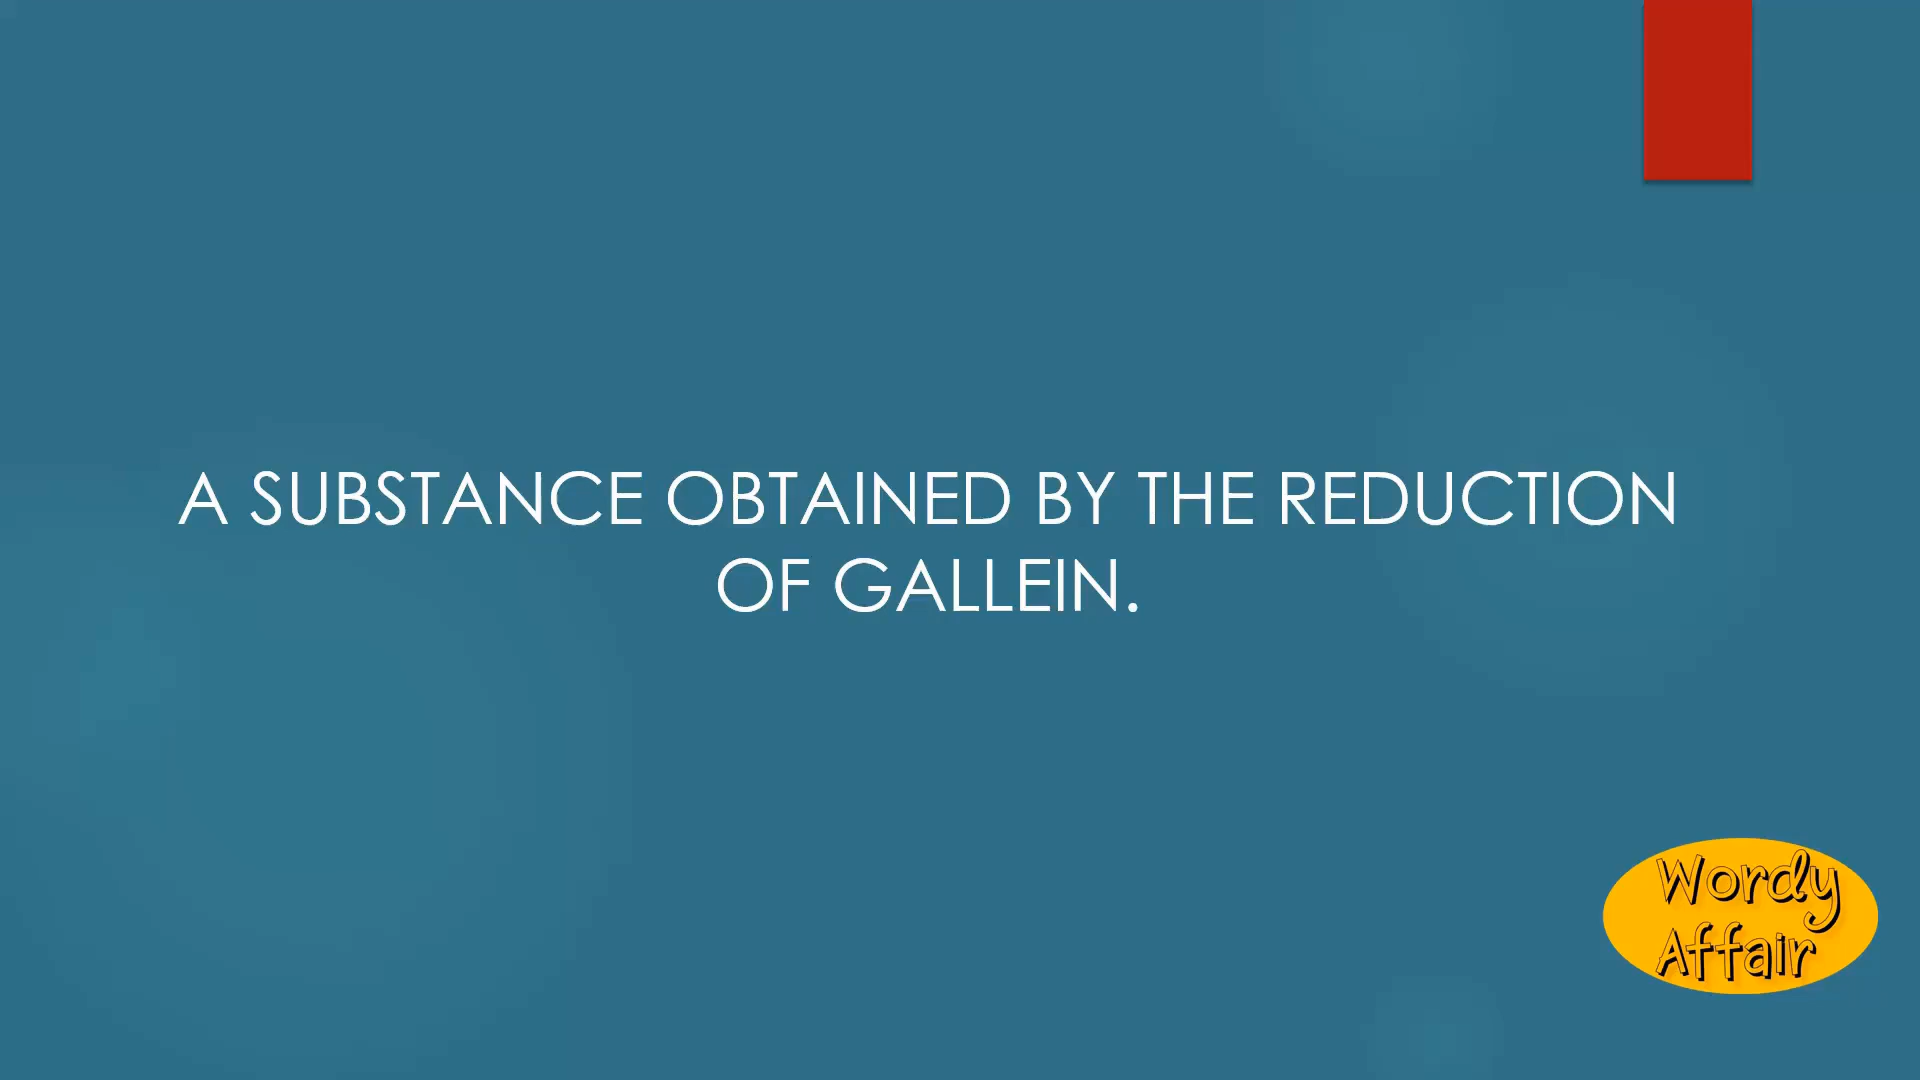 A SUBSTANCE OBTAINED BY THE REDUCTION
OF GALLEIN.
Wordy
Affair